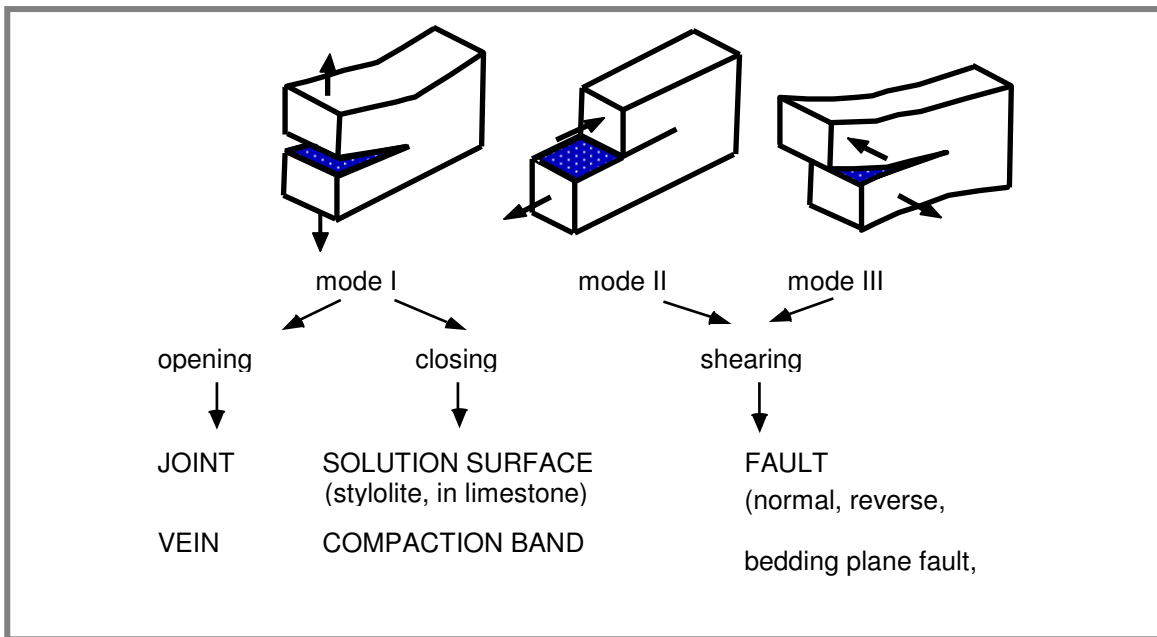 mode I
mode II
mode III
opening
closing
shearing
JOINT
SOLUTION SURFACE
(stylolite, in limestone)
FAULT
(normal, reverse,
VEIN
COMPACTION BAND
bedding plane fault,